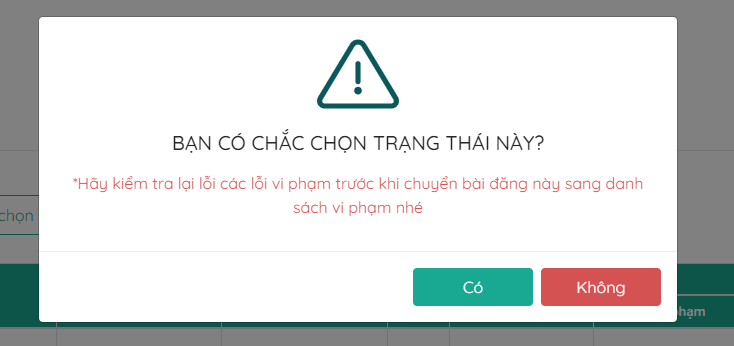 BẠN CÓ CHẮC CHỌN TRẠNG THÁI NÀY?
*Hãy kiểm tra lại lỗi các lỗi vi phạm trước khi chuyển bài đăng này sang danh
sách vi phạm nhé
chọn
Có
Không